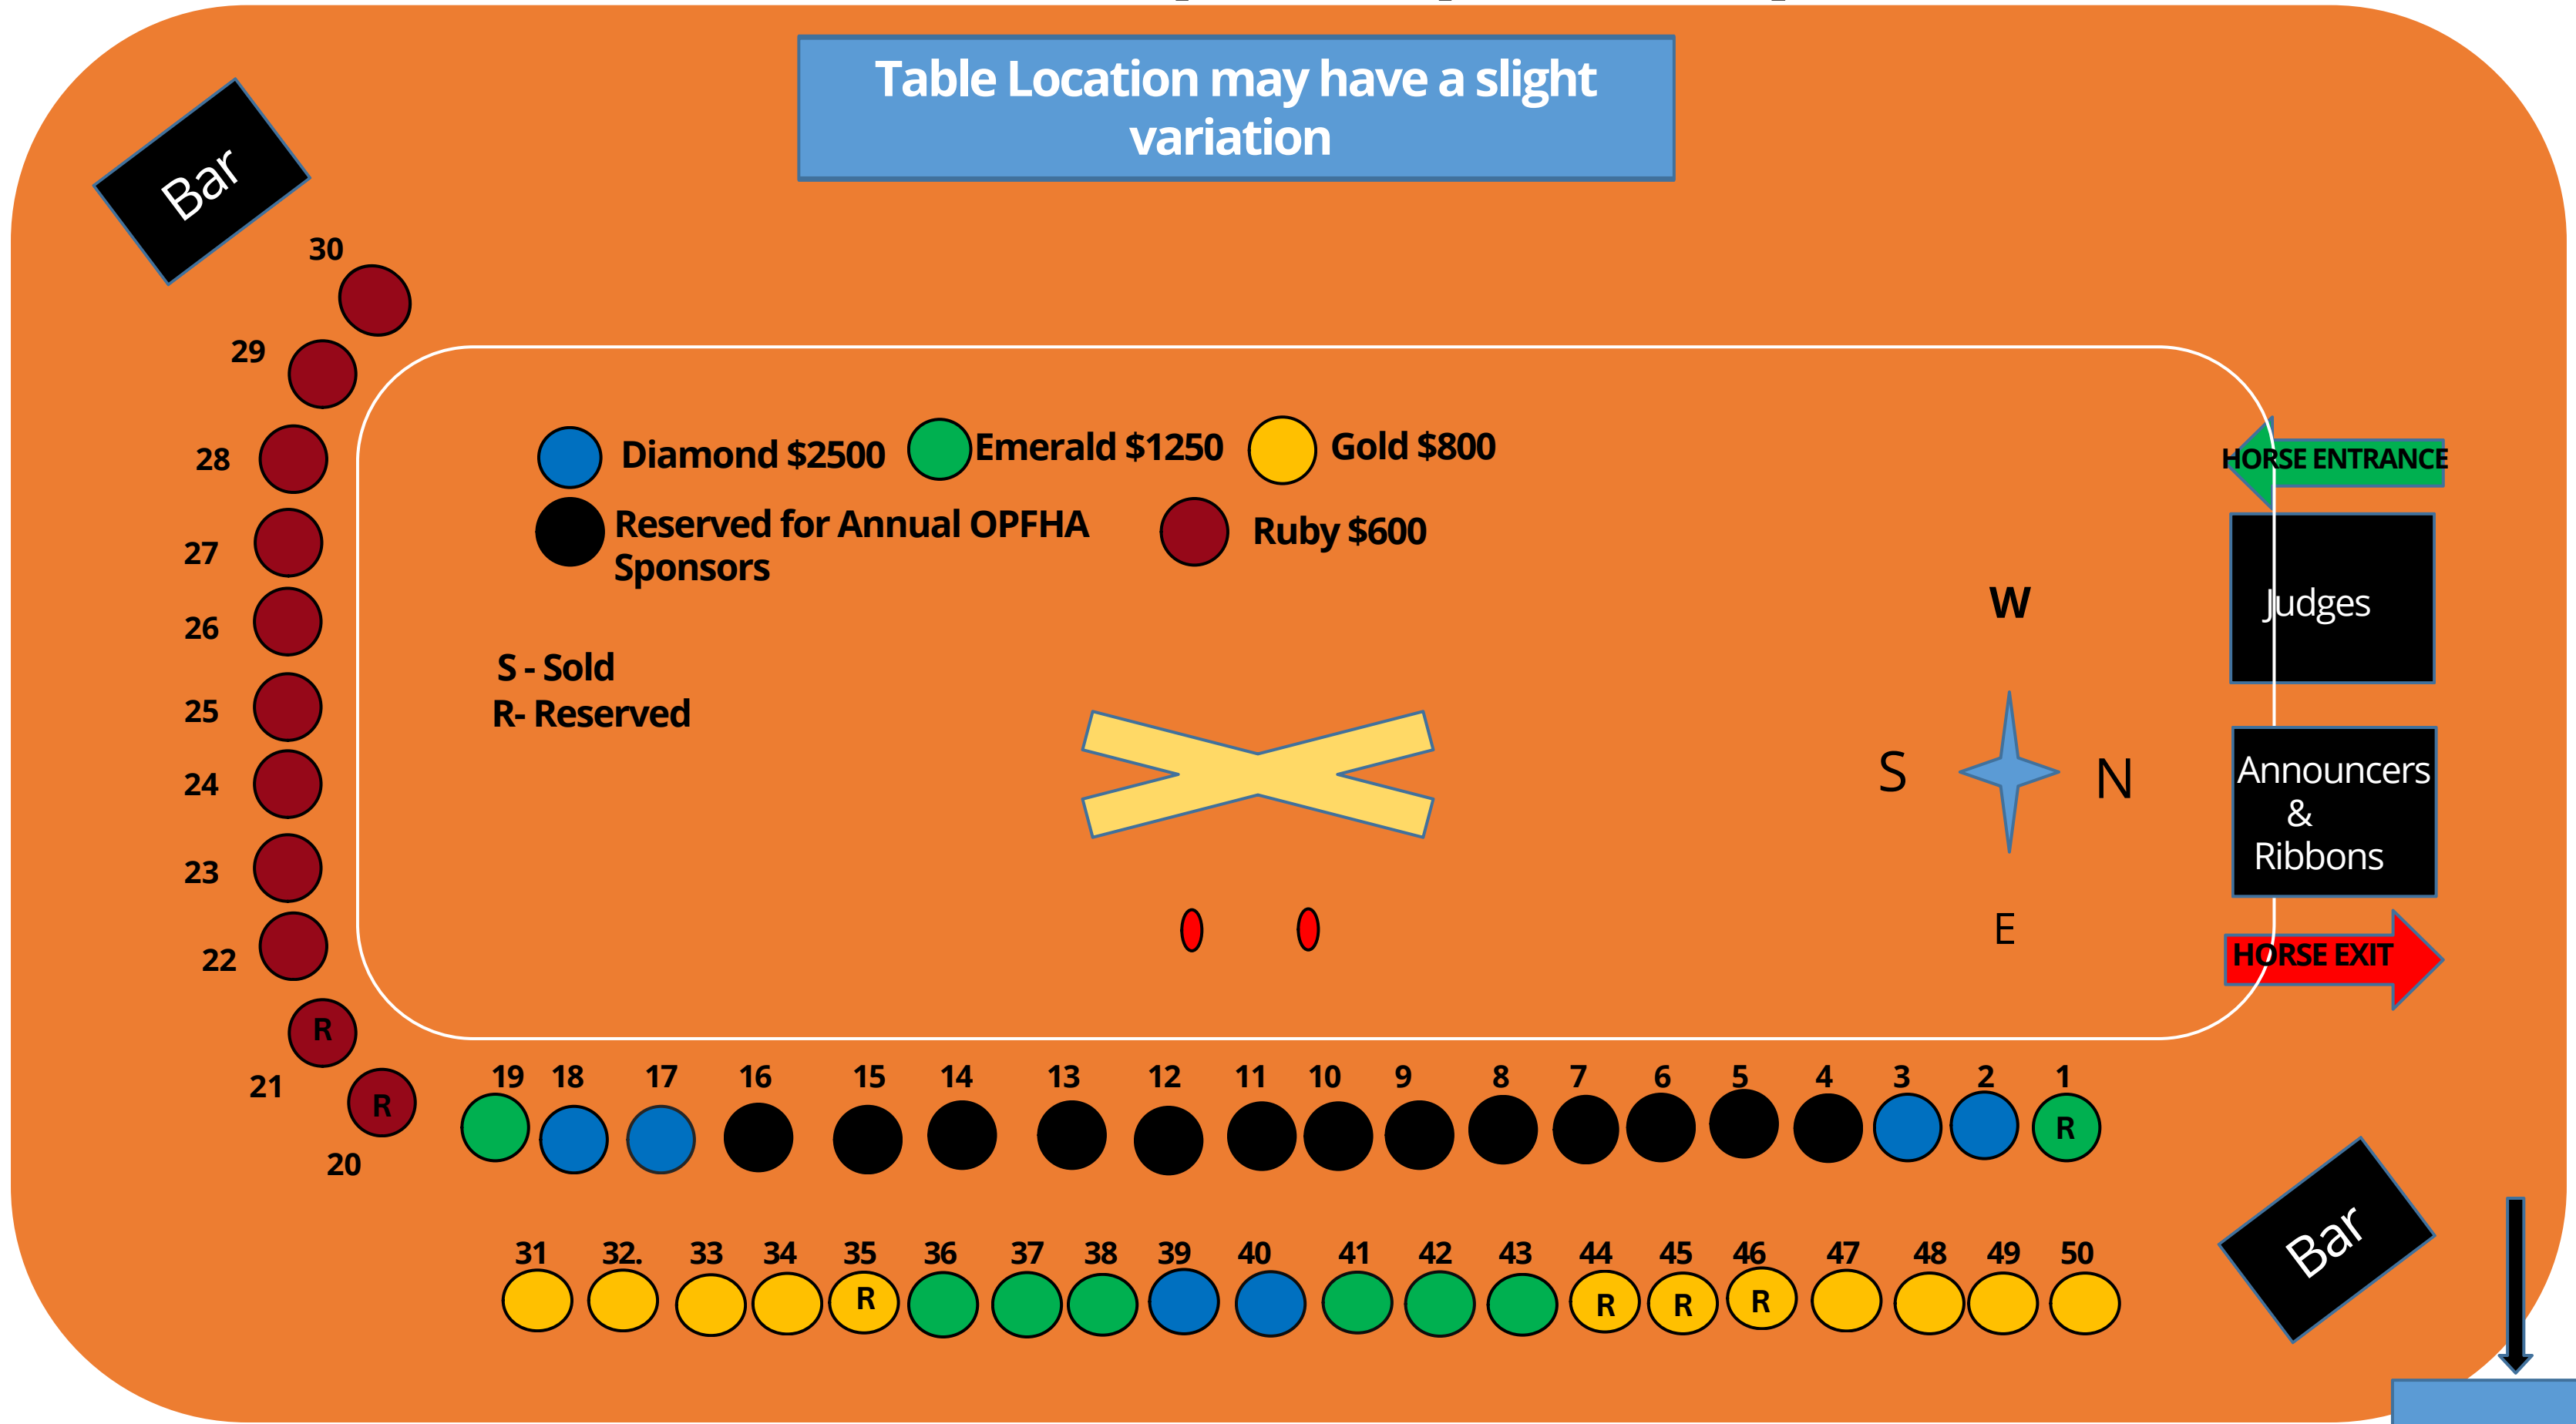 Table Location may have a slight
variation
Bar
30
29
28
27
26
25
24
23
22
21
20
R
R
Diamond $2500
Emerald $1250
Gold $800
Reserved for Annual OPFHA
Sponsors
Ruby $600
S - Sold
R- Reserved
W
S
N
E
HORSE ENTRANCE
Judges
Announcers
&
Ribbons
HORSE EXIT
19 18 17 16 15 14 13 12 11 10 9 8 7 6 5 4 3 2 1
R
31 32. 33 34 35 36 37 38 39 40 41 42 43 44 45 46 47 48 49 50
R R R R
Bar